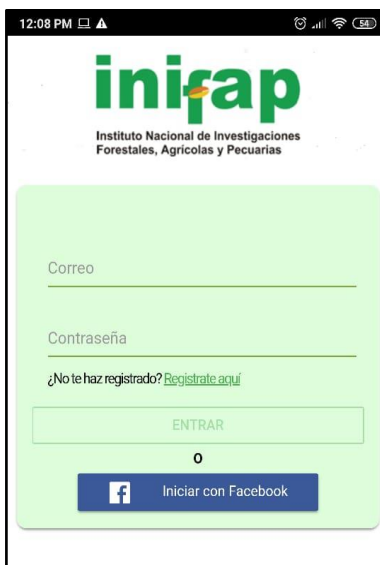 12:08 PM
54
inifap
Instituto Nacional de Investigaciones
Forestales, Agrícolas y Pecuarias
Correo
Contraseña
¿No te haz registrado? Registrate aquí
ENTRAR
O
f Iniciar con Facebook